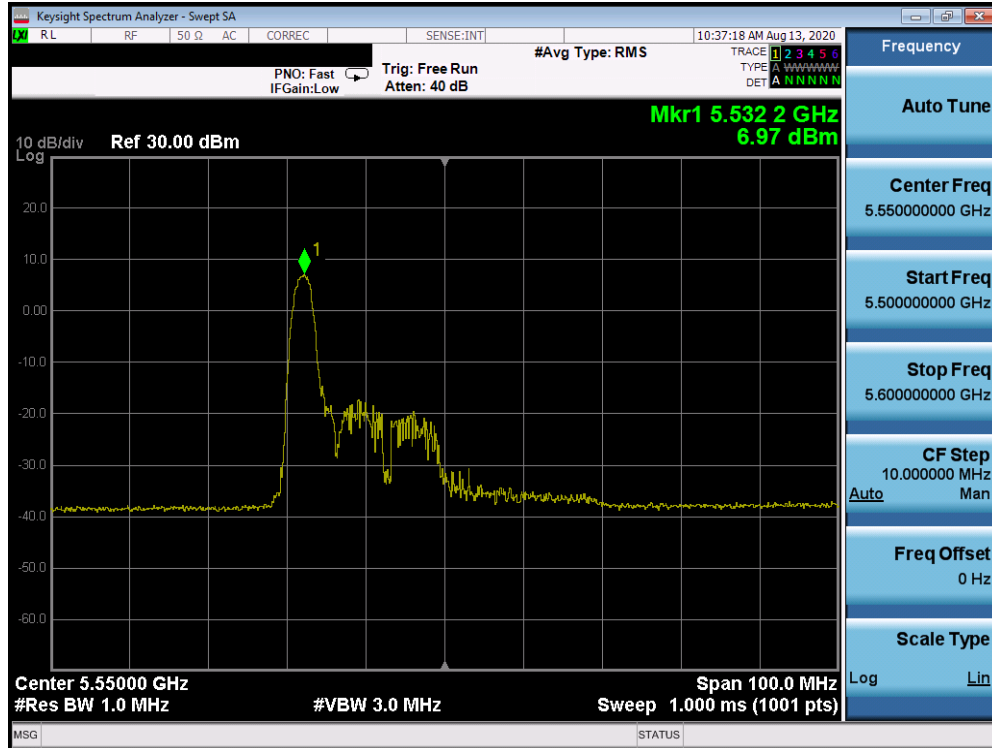 Keysight Spectrum Analyzer - Swept SA
LXI RL RF 50 Ω AC CORREC SENSE:INT 10:37:18 AM Aug 13, 2020
#Avg Type: RMS
TRACE 1 2 3 4 5 6
PNO: Fast Trig: Free Run
TYPE A WWWWW
IFGain:Low Atten: 40 dB
DET A N N N N N
Mkr1 5.532 2 GHz
6.97 dBm
10 dB/div Ref 30.00 dBm
Log
1
20.0
10.0
0.00
-10.0
-20.0
-30.0
-40.0
-50.0
-60.0
Center 5.55000 GHz Span 100.0 MHz
#Res BW 1.0 MHz #VBW 3.0 MHz Sweep 1.000 ms (1001 pts)
MSG STATUS
Frequency
Auto Tune
Center Freq
5.550000000 GHz
Start Freq
5.500000000 GHz
Stop Freq
5.600000000 GHz
CF Step
10.000000 MHz
Auto Man
Freq Offset
0 Hz
Scale Type
Log Lin